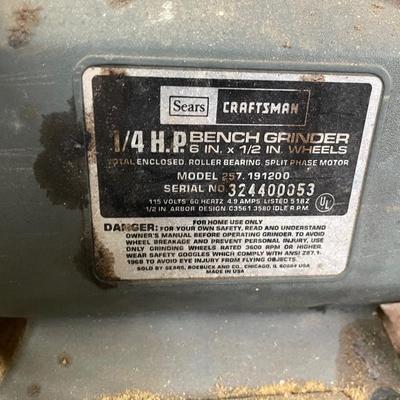 Sears CRAFTSMAN
1/4 H.P. BENCH GRINDER
6 IN. x 1/2 IN. WHEELS
TOTAL ENCLOSED, ROLLER BEARING, SPLIT PHASE MOTOR
MODEL 257.191200
SERIAL NO. 324400053
115 VOLTS 60 HERTZ 4.9 AMPS LISTED 518Z
1/2 IN. ARBOR DESIGN C3561 3580 IDLE R.P.M.
FOR HOME USE ONLY
DANGER: FOR YOUR OWN SAFETY, READ AND UNDERSTAND
OWNER'S MANUAL BEFORE OPERATING GRINDER. TO AVOID
WHEEL BREAKAGE AND PREVENT PERSONAL INJURY, USE
ONLY GRINDING WHEELS RATED 3600 RPM OR HIGHER.
WEAR SAFETY GOGGLES WHICH COMPLY WITH ANSI Z87.1-
1968 TO AVOID EYE INJURY FROM FLYING OBJECTS.
SOLD BY SEARS, ROEBUCK AND CO., CHICAGO, IL 60684 USA
MADE IN USA